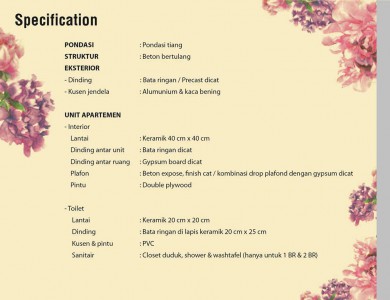 Specification
PONDASI : Pondasi tiang
STRUKTUR : Beton bertulang
EKSTERIOR
- Dinding : Bata ringan / Precast dicat
- Kusen jendela : Alumunium & kaca bening
UNIT APARTEMEN
- Interior
Lantai : Keramik 40 cm x 40 cm
Dinding antar unit : Bata ringan dicat
Dinding antar ruang : Gypsum board dicat
Plafon : Beton expose, finish cat / kombinasi drop plafond dengan gypsum dicat
Pintu : Double plywood
- Toilet
Lantai : Keramik 20 cm x 20 cm
Dinding : Bata ringan di lapis keramik 20 cm x 25 cm
Kusen & pintu : PVC
Sanitair : Closet duduk, shower & washtafel (hanya untuk 1 BR & 2 BR)